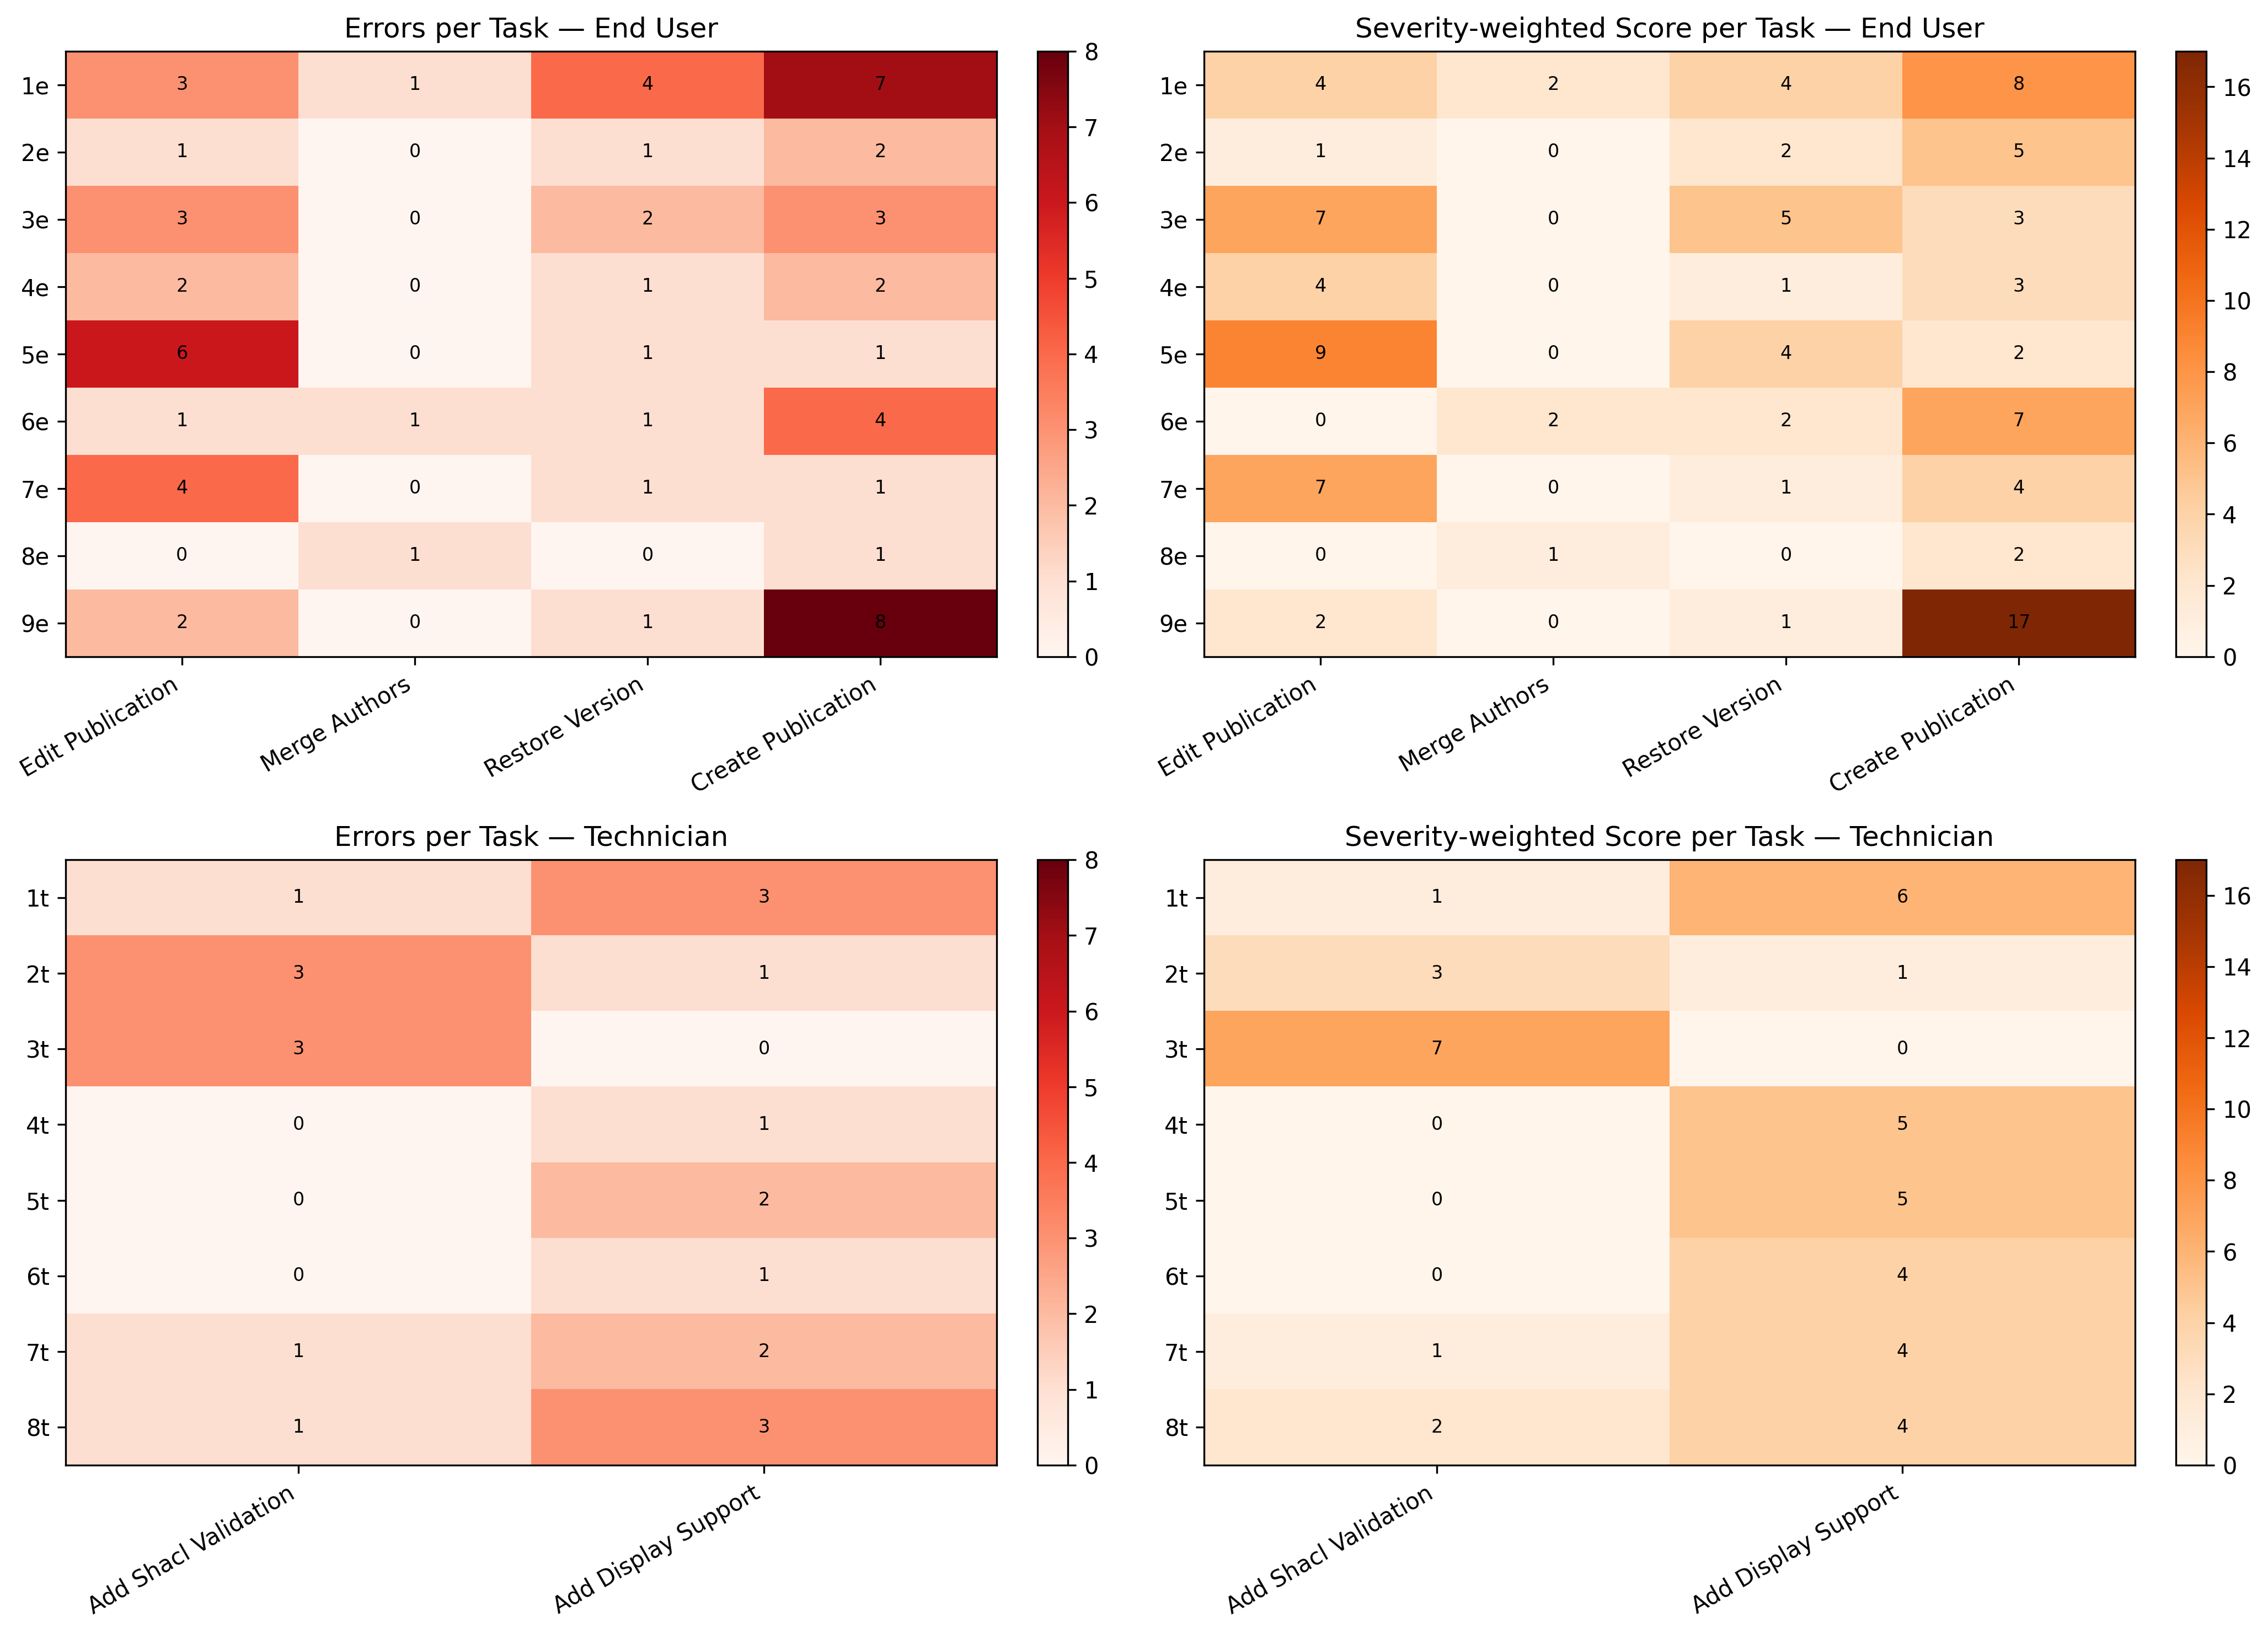 Errors per Task — End User
1e 3 1 4 7
2e 1 0 1 2
3e 3 0 2 3
4e 2 0 1 2
5e 6 0 1 1
6e 1 1 1 4
7e 4 0 1 1
8e 0 1 0 1
9e 2 0 1 8
Edit Publication
Merge Authors
Restore Version
Create Publication
8
7
6
5
4
3
2
1
0
Severity-weighted Score per Task — End User
1e 4 2 4 8
2e 1 0 2 5
3e 7 0 5 3
4e 4 0 1 3
5e 9 0 4 2
6e 0 2 2 7
7e 7 0 1 4
8e 0 1 0 2
9e 2 0 1 17
Edit Publication
Merge Authors
Restore Version
Create Publication
16
14
12
10
8
6
4
2
0
Errors per Task — Technician
1t 1 3
2t 3 1
3t 3 0
4t 0 1
5t 0 2
6t 0 1
7t 1 2
8t 1 3
Add Shacl Validation
Add Display Support
8
7
6
5
4
3
2
1
0
Severity-weighted Score per Task — Technician
1t 1 6
2t 3 1
3t 7 0
4t 0 5
5t 0 5
6t 0 4
7t 1 4
8t 2 4
Add Shacl Validation
Add Display Support
16
14
12
10
8
6
4
2
0